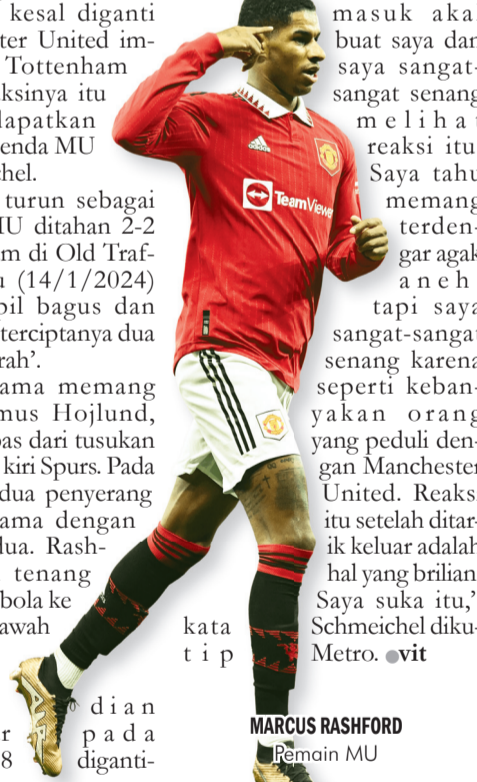 kesal diganti
ter United im-
Tottenham
ksinya itu
dapatkan
enda MU
hel.
turun sebagai
MU ditahan 2-2
m di Old Traf-
u (14/1/2024)
pil bagus dan
terciptanya dua
rah’.
ama memang
mus Hojlund,
pas dari tusukan
kiri Spurs. Pada
dua penyerang
ama dengan
dua. Rash-
tenang
bola ke
awah
kata
tip
dian
r pada
8 diganti-
masuk aka
buat saya dan
saya sangat-
sangat senang
melihat
reaksi itu
Saya tahu
memang
terden-
gar agak
aneh
tapi saya
sangat-sangat
senang karena
seperti keban-
yakan orang
yang peduli den-
gan Manchester
United. Reaksi
itu setelah ditar-
ik keluar adalah
hal yang brilian
Saya suka itu,’
Schmeichel diku-
Metro. ●vit
adidas
TeamViewer
MARCUS RASHFORD
Pemain MU